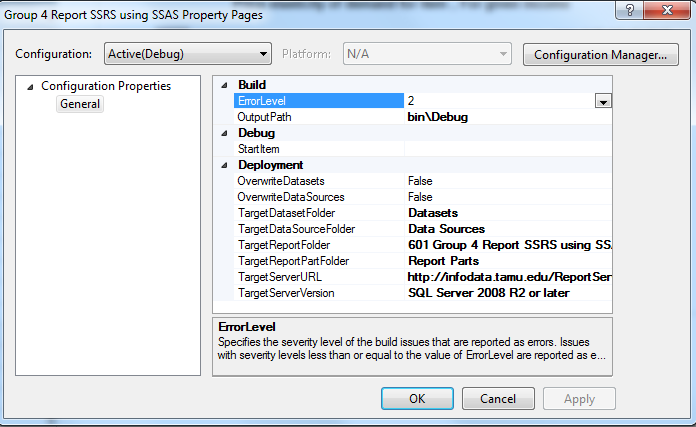 Group 4 Report SSRS using SSAS Property Pages
Configuration: Active(Debug) Platform: N/A Configuration Manager...
Configuration Properties
General
Build
ErrorLevel 2
OutputPath bin\Debug
Debug
StartItem
Deployment
OverwriteDatasets False
OverwriteDataSources False
TargetDatasetFolder Datasets
TargetDataSourceFolder Data Sources
TargetReportFolder 601 Group 4 Report SSRS using SSA
TargetReportPartFolder Report Parts
TargetServerURL http://infodata.tamu.edu/ReportSer
TargetServerVersion SQL Server 2008 R2 or later
ErrorLevel
Specifies the severity level of the build issues that are reported as errors. Issues
with severity levels less than or equal to the value of ErrorLevel are reported as e...
OK Cancel Apply